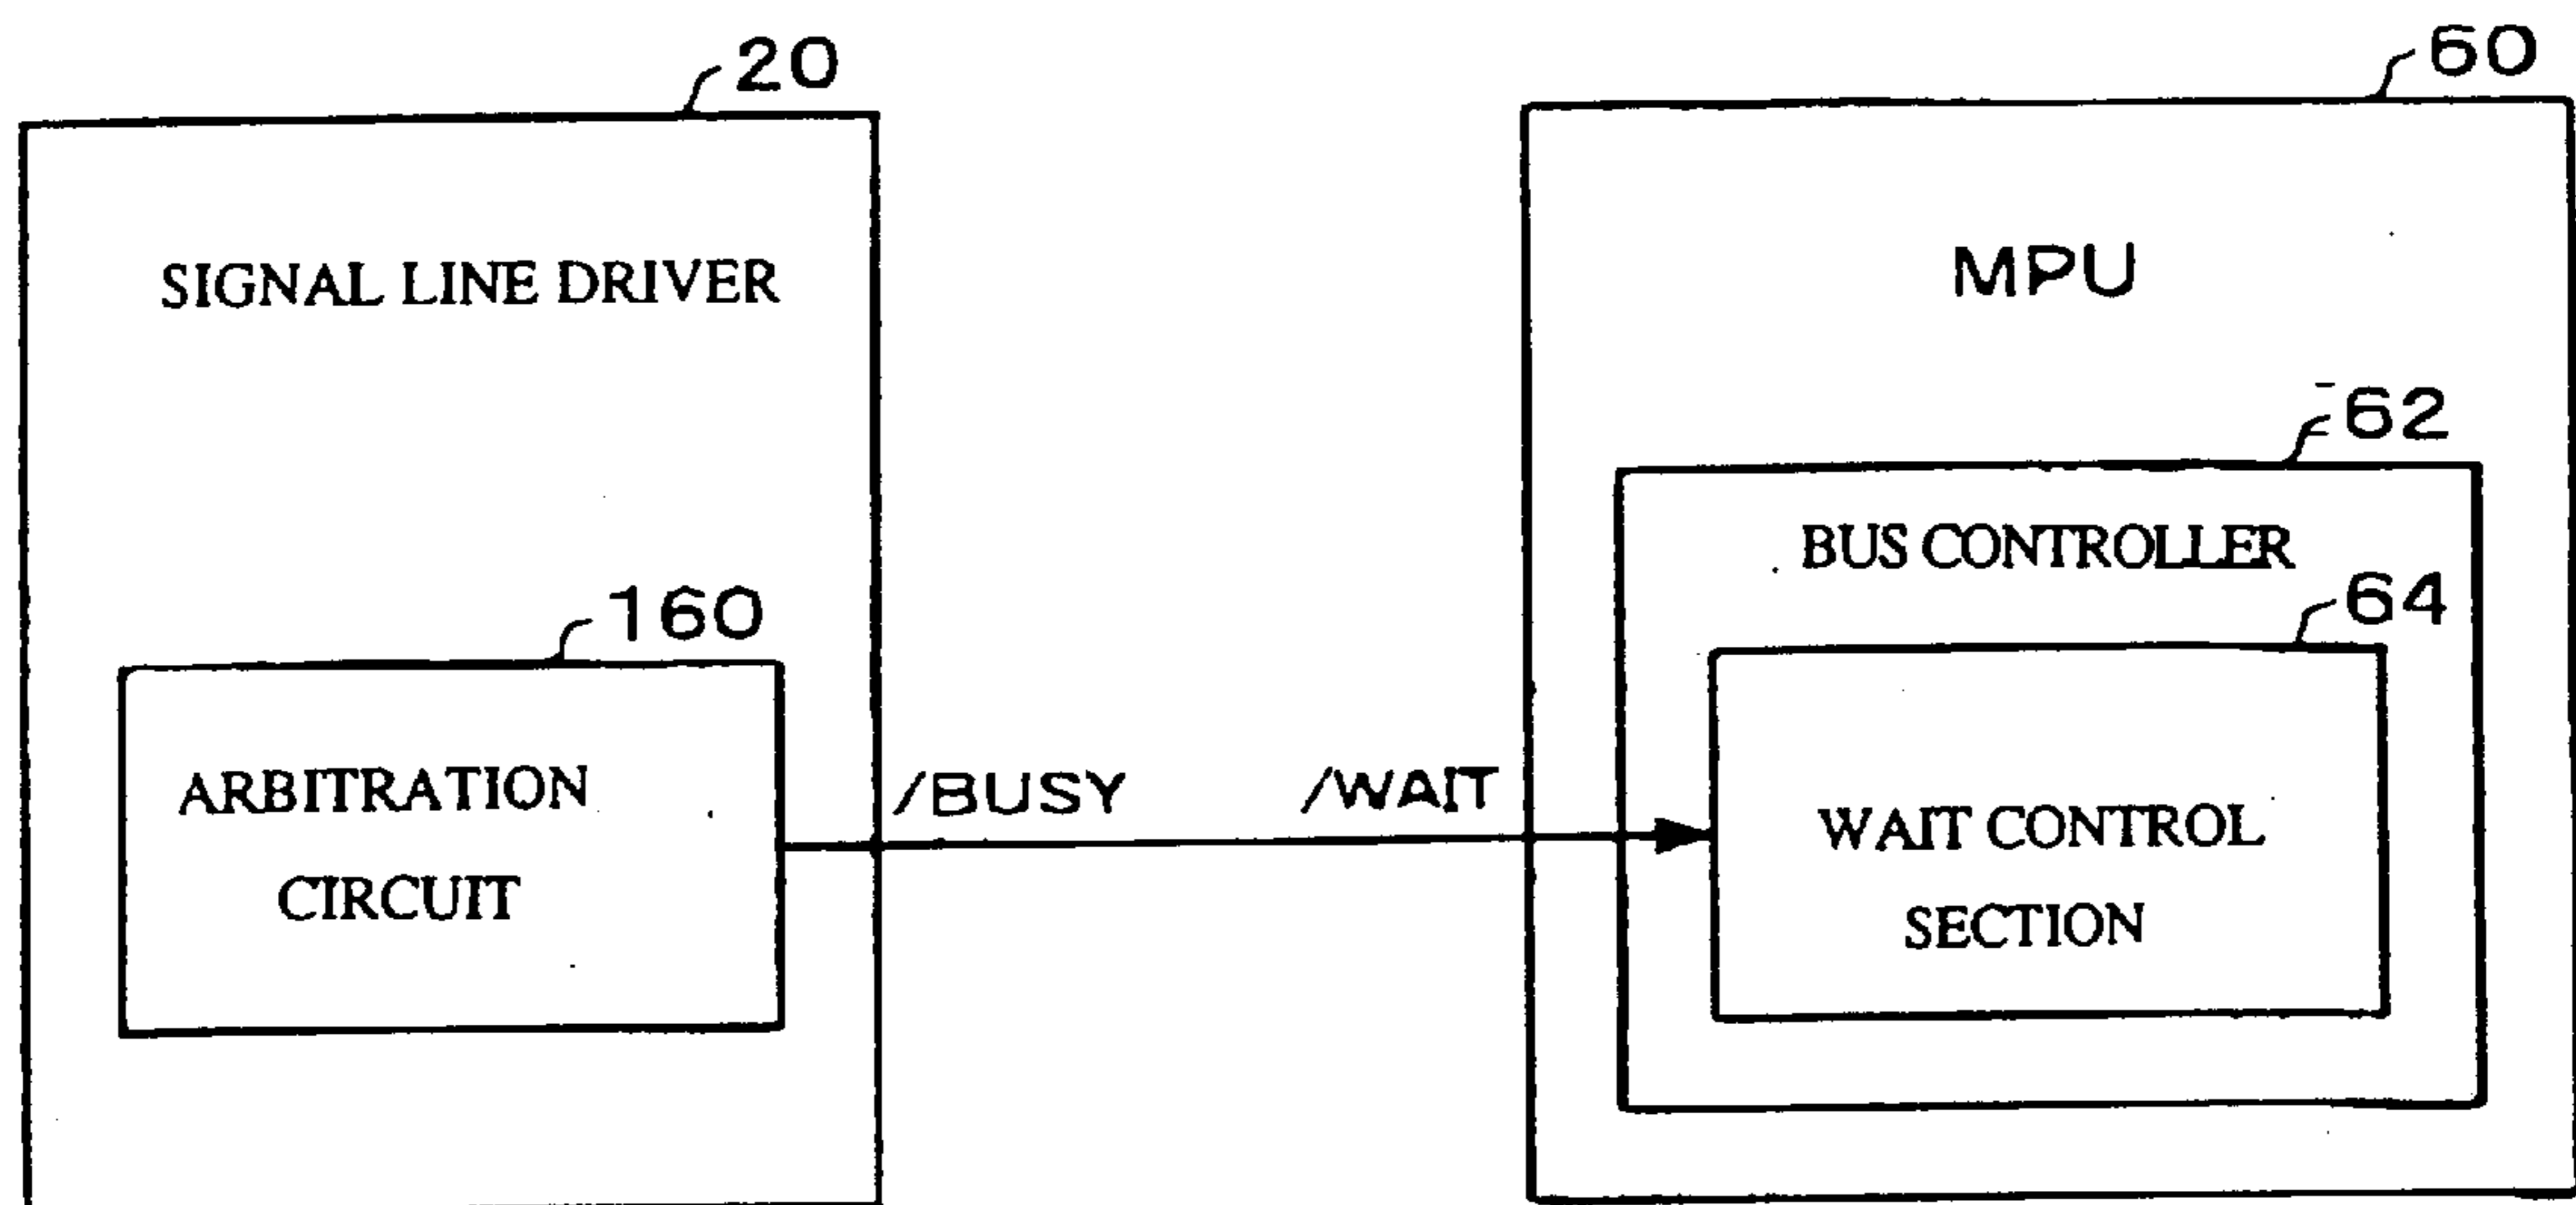 20
60
SIGNAL LINE DRIVER
MPU
62
BUS CONTROLLER
160
64
ARBITRATION
CIRCUIT
/BUSY
/WAIT
WAIT CONTROL
SECTION